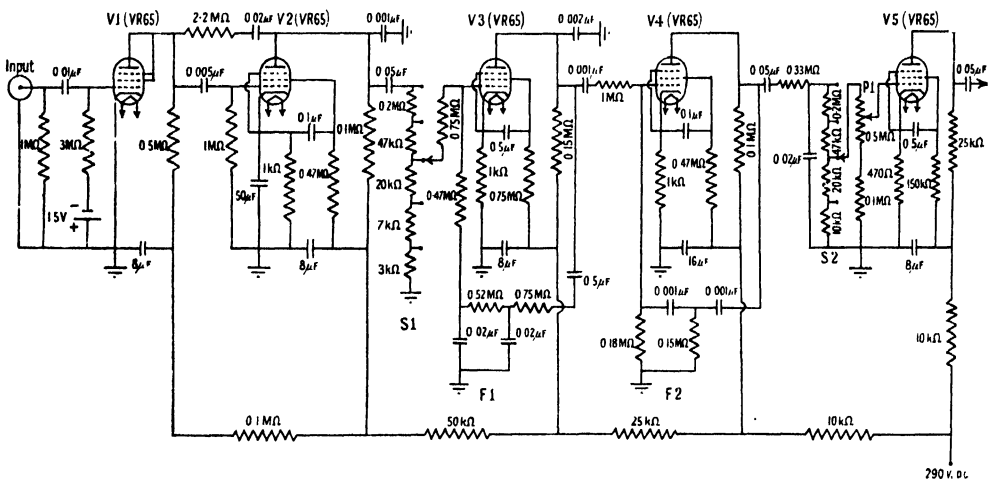 V1 (VR65)
2·2MΩ
0·02µF
V2 (VR65)
0·001µF
V3 (VR65)
0·002µF
V4 (VR65)
V5 (VR65)
Input
0·01µF
0·005µF
0·05µF
0·001µF
0·05µF
0·33MΩ
P1
0·05µF
1MΩ
3MΩ
0·5MΩ
1MΩ
0·1µF
1kΩ
0·47MΩ
50µF
0·1MΩ
0·2MΩ
47kΩ
20kΩ
7kΩ
3kΩ
0·75MΩ
0·47MΩ
0·5µF
1kΩ
0·75MΩ
0·15MΩ
1MΩ
0·1µF
1kΩ
0·47MΩ
0·1MΩ
0·02µF
0·2MΩ
47kΩ
20kΩ
10kΩ
0·5MΩ
0·1MΩ
0·5µF
470Ω
150kΩ
25kΩ
1·5V
-
+
8µF
8µF
8µF
16µF
8µF
S1
S2
0·52MΩ
0·75MΩ
0·5µF
0·02µF
0·02µF
F1
0·001µF
0·001µF
0·18MΩ
0·15MΩ
F2
10kΩ
0·1MΩ
50kΩ
25kΩ
10kΩ
290 V. DC